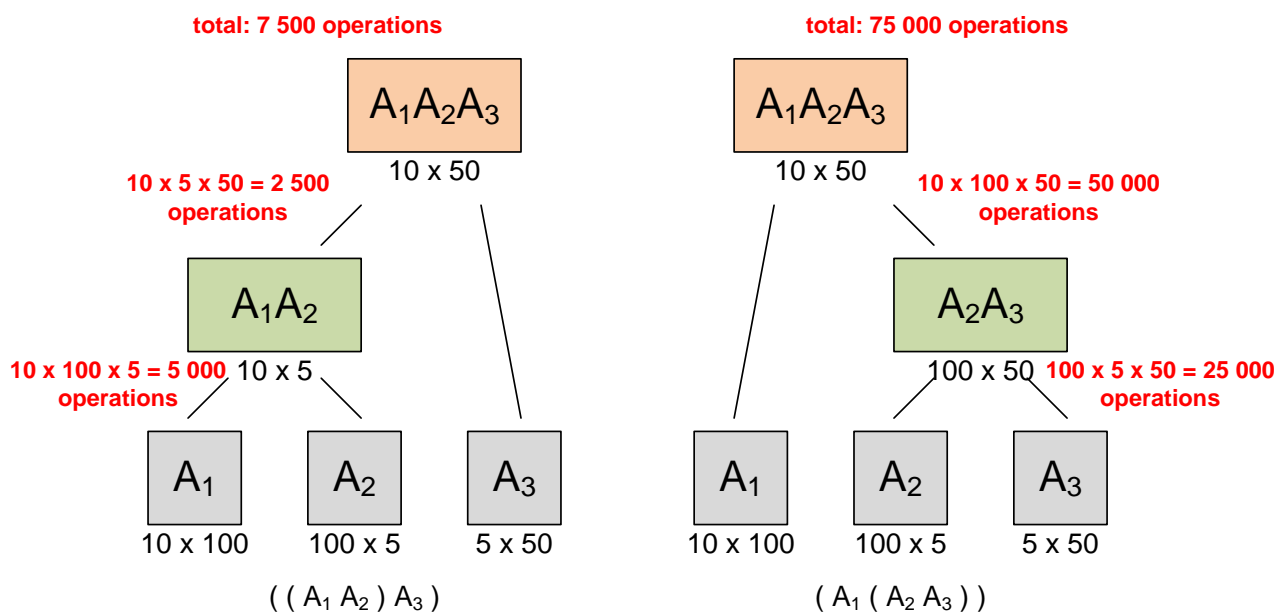 total: 7 500 operations
A₁A₂A₃
10 x 50
10 x 5 x 50 = 2 500
operations
A₁A₂
10 x 5
10 x 100 x 5 = 5 000
operations
A₁
10 x 100
A₂
100 x 5
A₃
5 x 50
( ( A₁ A₂ ) A₃ )
total: 75 000 operations
A₁A₂A₃
10 x 50
10 x 100 x 50 = 50 000
operations
A₂A₃
100 x 50
100 x 5 x 50 = 25 000
operations
A₁
10 x 100
A₂
100 x 5
A₃
5 x 50
( A₁ ( A₂ A₃ ) )